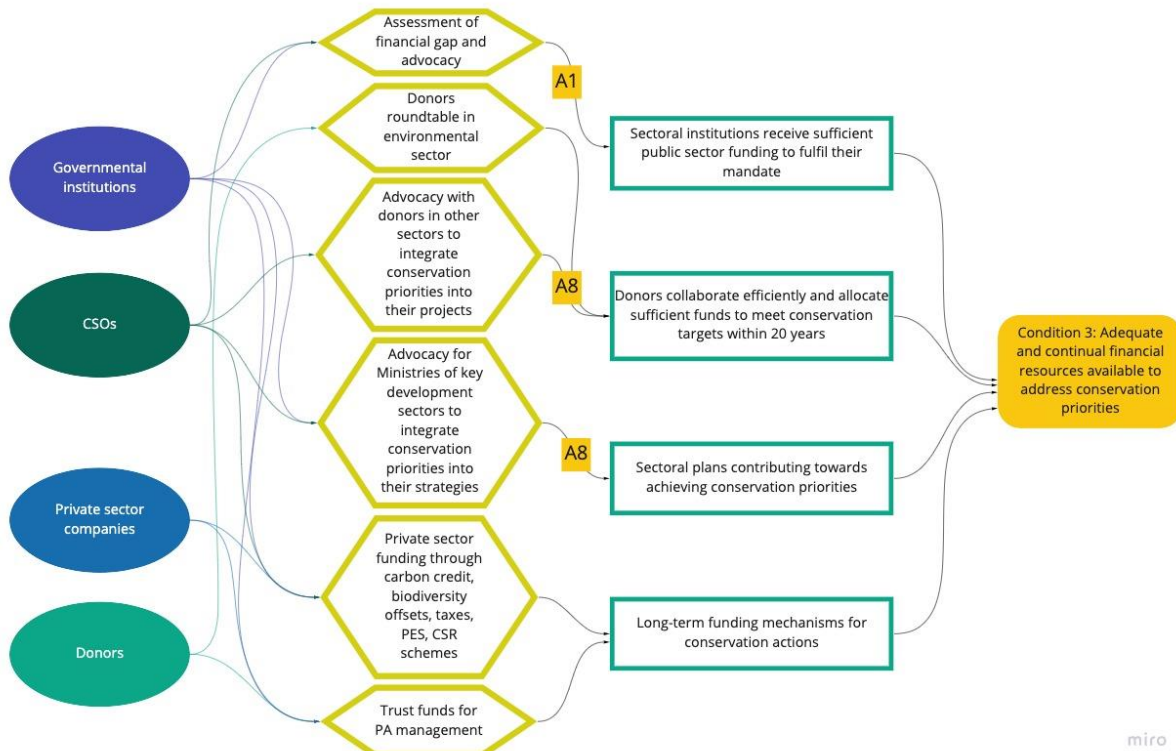 Governmental
institutions
CSOs
Private sector
companies
Donors
Assessment of
financial gap and
advocacy
Donors
roundtable in
environmental
sector
Advocacy with
donors in other
sectors to
integrate
conservation
priorities into
their projects
Advocacy for
Ministries of key
development
sectors to
integrate
conservation
priorities into
their strategies
Private sector
funding through
carbon credit,
biodiversity
offsets, taxes,
PES, CSR
schemes
Trust funds for
PA management
A1
A8
A8
Sectoral institutions receive sufficient
public sector funding to fulfil their
mandate
Donors collaborate efficiently and allocate
sufficient funds to meet conservation
targets within 20 years
Sectoral plans contributing towards
achieving conservation priorities
Long-term funding mechanisms for
conservation actions
Condition 3: Adequate
and continual financial
resources available to
address conservation
priorities
miro